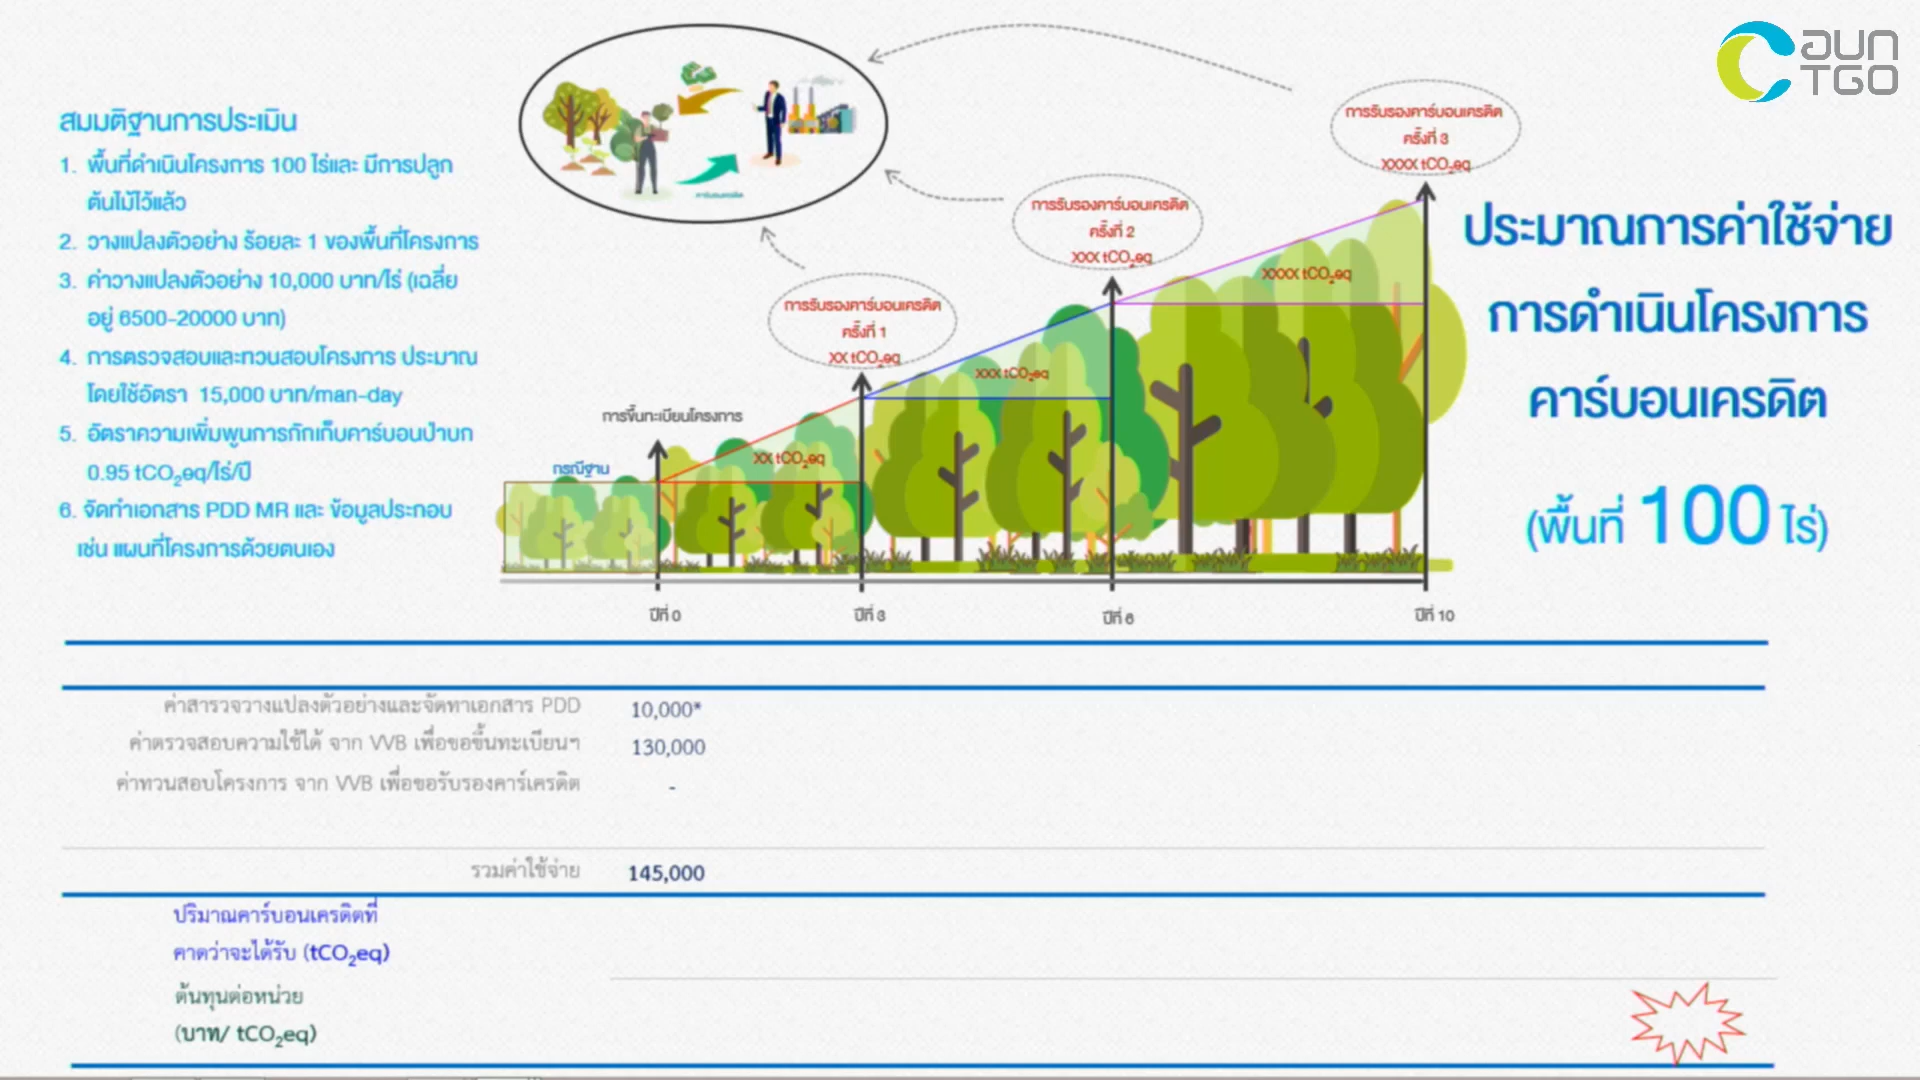 อบก
TGO
สมมติฐานการประเมิน
1. พื้นที่ดำเนินโครงการ 100 ไร่และ มีการปลูก
ต้นไม้ไว้แล้ว
2. วางแปลงตัวอย่าง ร้อยละ 1 ของพื้นที่โครงการ
3. ค่าวางแปลงตัวอย่าง 10,000 บาท/ไร่ (เฉลี่ย
อยู่ 6500-20000 บาท)
4. การตรวจสอบและทวนสอบโครงการ ประมาณ
โดยใช้อัตรา 15,000 บาท/man-day
5. อัตราความเพิ่มพูนการกักเก็บคาร์บอนป่าบก
0.95 tCO₂eq/ไร่/ปี
6. จัดทำเอกสาร PDD MR และ ข้อมูลประกอบ
เช่น แผนที่โครงการด้วยตนเอง
คาร์บอนเครดิต
การรับรองคาร์บอนเครดิต
ครั้งที่ 3
XXXX tCO₂eq
การรับรองคาร์บอนเครดิต
ครั้งที่ 2
XXX tCO₂eq
การรับรองคาร์บอนเครดิต
ครั้งที่ 1
XX tCO₂eq
XXXX tCO₂eq
XXX tCO₂eq
XX tCO₂eq
การขึ้นทะเบียนโครงการ
กรณีฐาน
ปีที่ 0
ปีที่ 3
ปีที่ 6
ปีที่ 10
ประมาณการค่าใช้จ่าย
การดำเนินโครงการ
คาร์บอนเครดิต
(พื้นที่ 100 ไร่)
ค่าสำรวจวางแปลงตัวอย่างและจัดทำเอกสาร PDD 10,000*
ค่าตรวจสอบความใช้ได้ จาก VVB เพื่อขอขึ้นทะเบียนฯ 130,000
ค่าทวนสอบโครงการ จาก VVB เพื่อขอรับรองคาร์เครดิต -
รวมค่าใช้จ่าย 145,000
ปริมาณคาร์บอนเครดิตที่
คาดว่าจะได้รับ (tCO₂eq)
ต้นทุนต่อหน่วย
(บาท/ tCO₂eq)